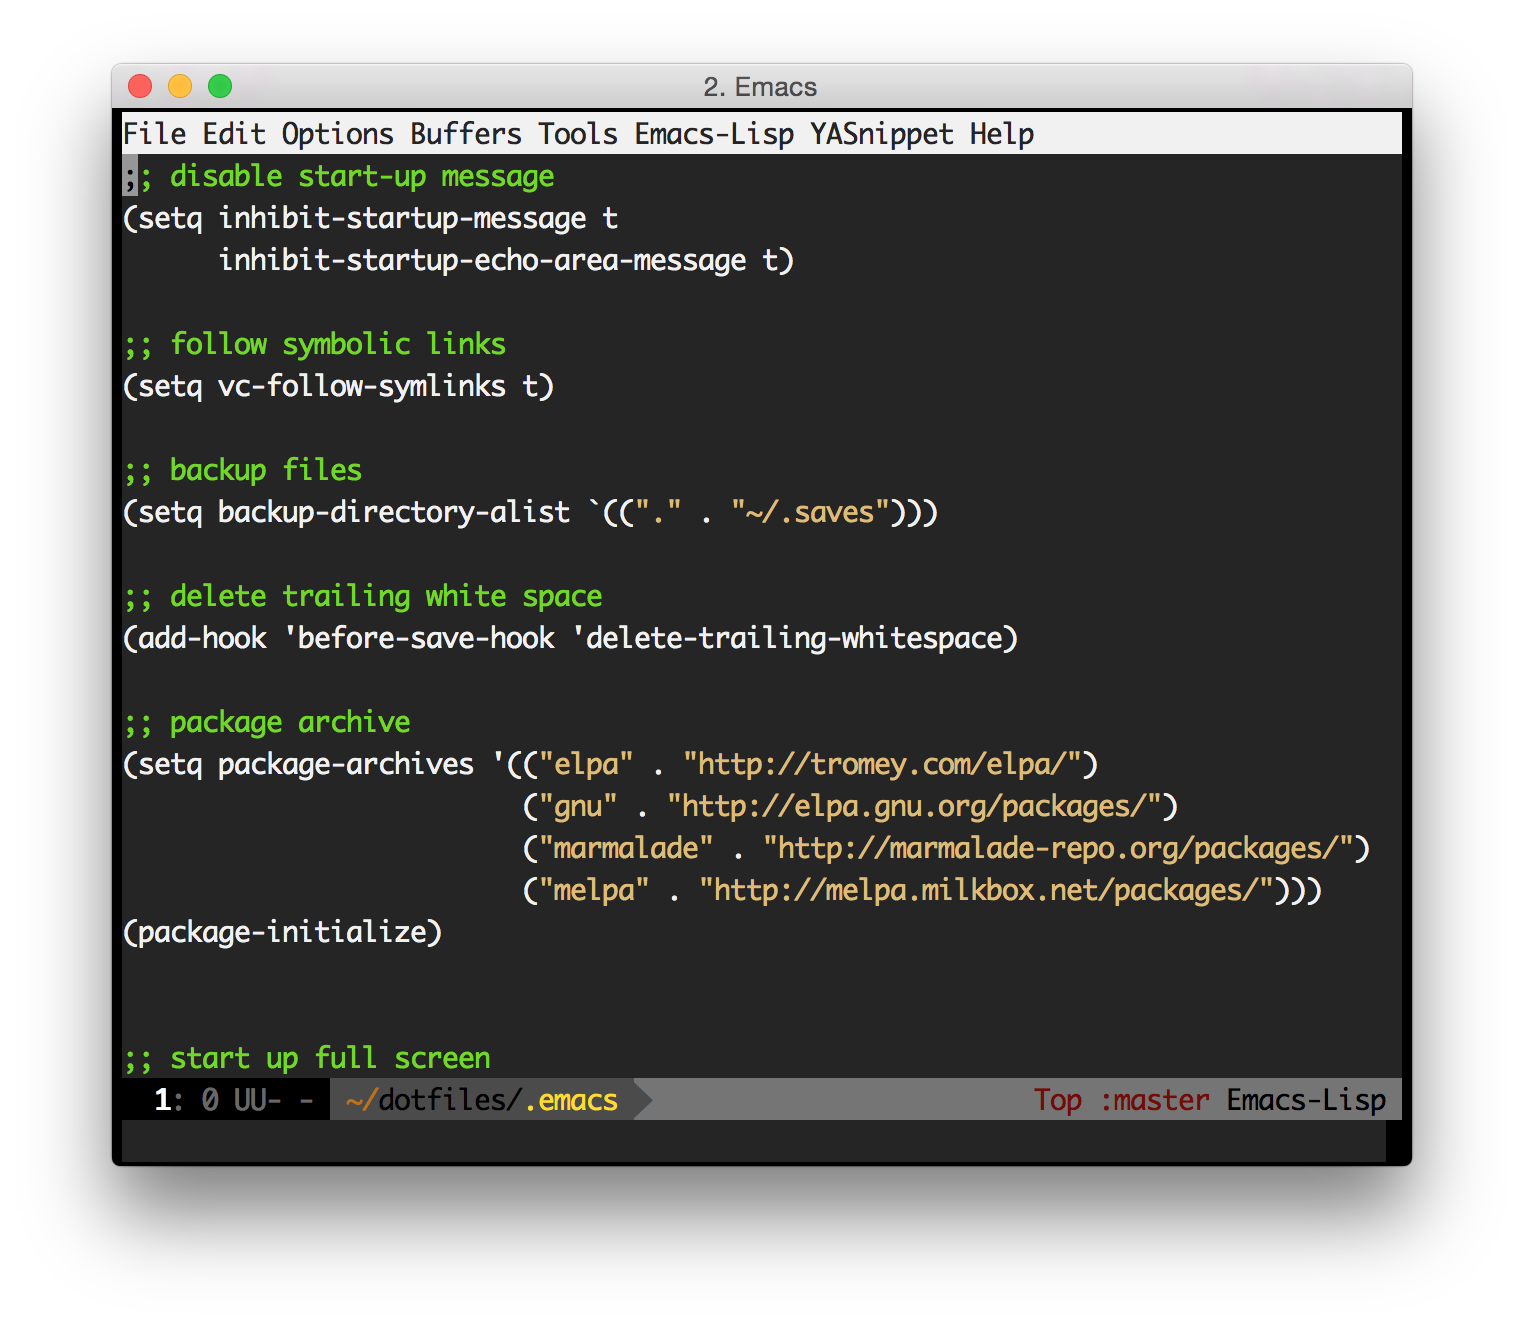 2. Emacs
File Edit Options Buffers Tools Emacs-Lisp YASnippet Help
;; disable start-up message
(setq inhibit-startup-message t
      inhibit-startup-echo-area-message t)
;; follow symbolic links
(setq vc-follow-symlinks t)
;; backup files
(setq backup-directory-alist `(("." . "~/.saves")))
;; delete trailing white space
(add-hook 'before-save-hook 'delete-trailing-whitespace)
;; package archive
(setq package-archives '(("elpa" . "http://tromey.com/elpa/")
                         ("gnu" . "http://elpa.gnu.org/packages/")
                         ("marmalade" . "http://marmalade-repo.org/packages/")
                         ("melpa" . "http://melpa.milkbox.net/packages/")))
(package-initialize)
;; start up full screen
1: 0 UU- - ~/dotfiles/.emacs Top :master Emacs-Lisp